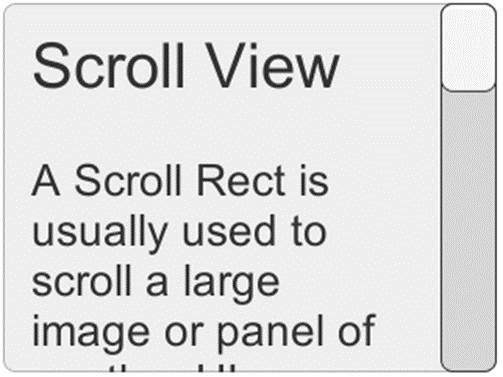 Scroll View
A Scroll Rect is
usually used to
scroll a large
image or panel of